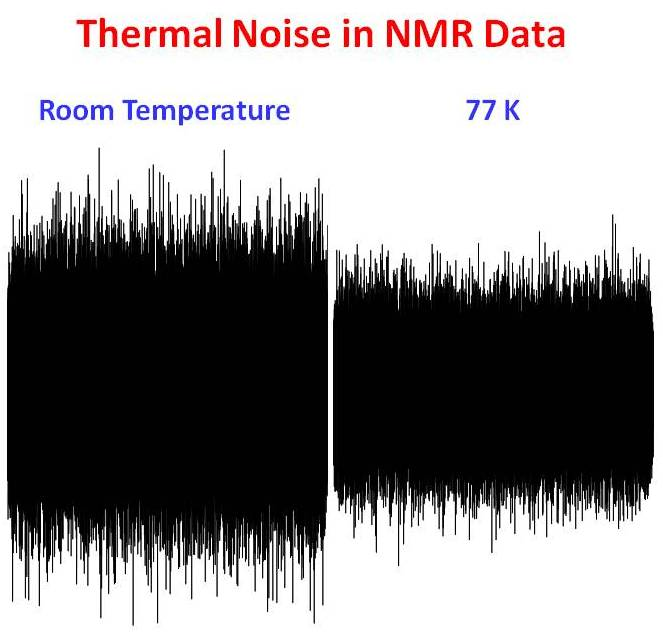 Thermal Noise in NMR Data
Room Temperature
77 K